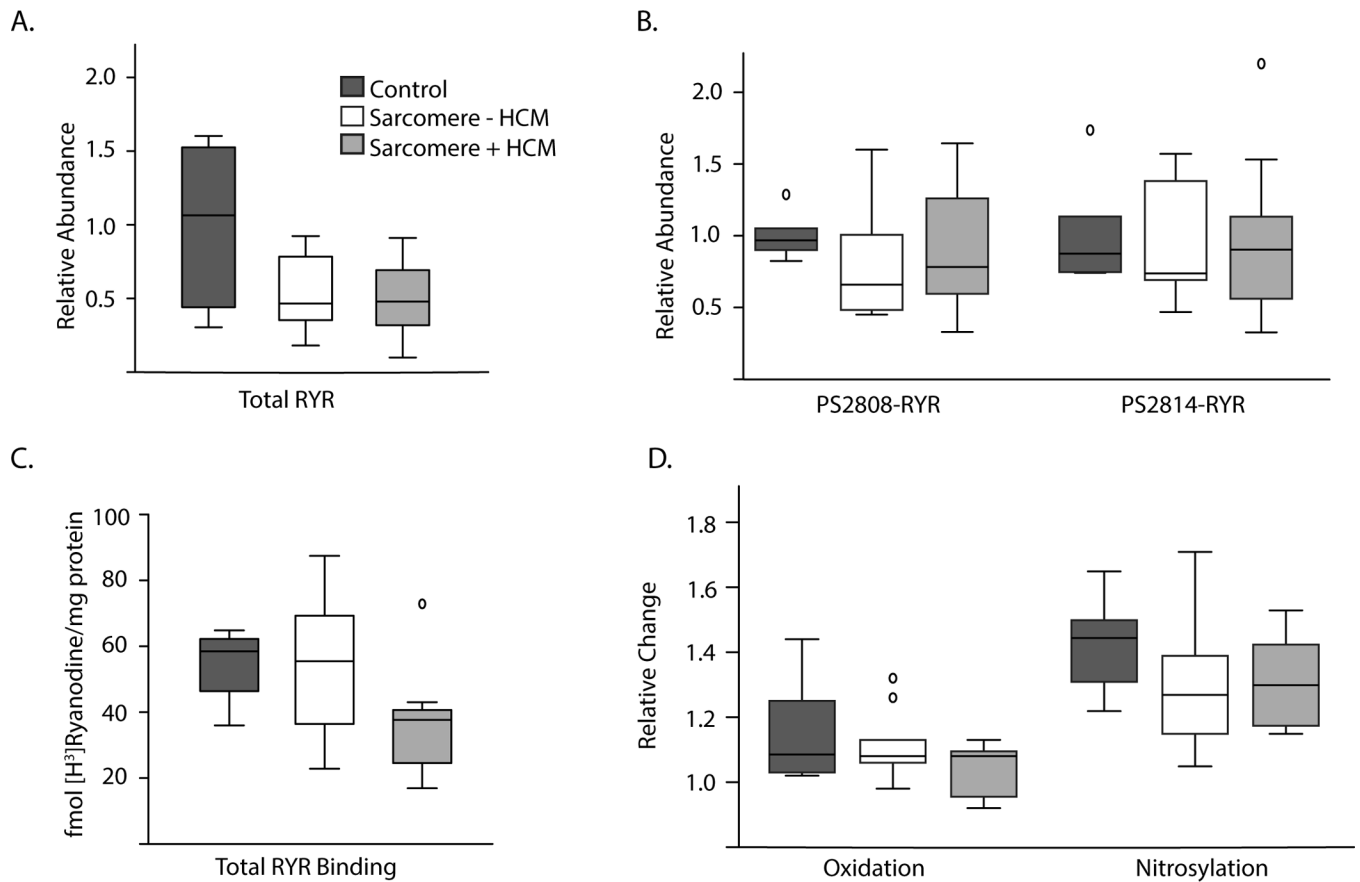 A.
2.0
1.5
1.0
0.5
Relative Abundance
Control
Sarcomere - HCM
Sarcomere + HCM
Total RYR
B.
2.0
1.5
1.0
0.5
Relative Abundance
PS2808-RYR
PS2814-RYR
C.
100
80
60
40
20
fmol [H³]Ryanodine/mg protein
Total RYR Binding
D.
1.8
1.6
1.4
1.2
1.0
Relative Change
Oxidation
Nitrosylation